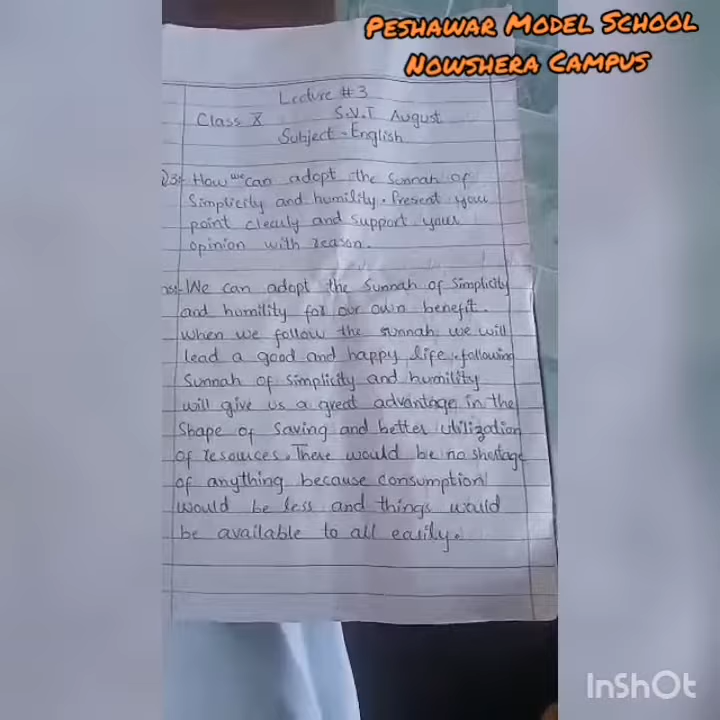 PESHAWAR MODEL SCHOOL
NOWSHERA CAMPUS
Lecture #3
Class X S.V.T August
Subject - English
Q3:- How we can adopt the sunnah of
Simplicity and humility. Present your
point clearly and support your
opinion with reason.
Ans:- We can adopt the Sunnah of simplicity
and humility for our own benefit.
When we follow the sunnah, we will
lead a good and happy life. following
Sunnah of simplicity and humility
will give us a great advantage in the
Shape of Saving and better utilization
of resources. There would be no shortage
of anything because consumption
would be less and things would
be available to all easily.
InShOt